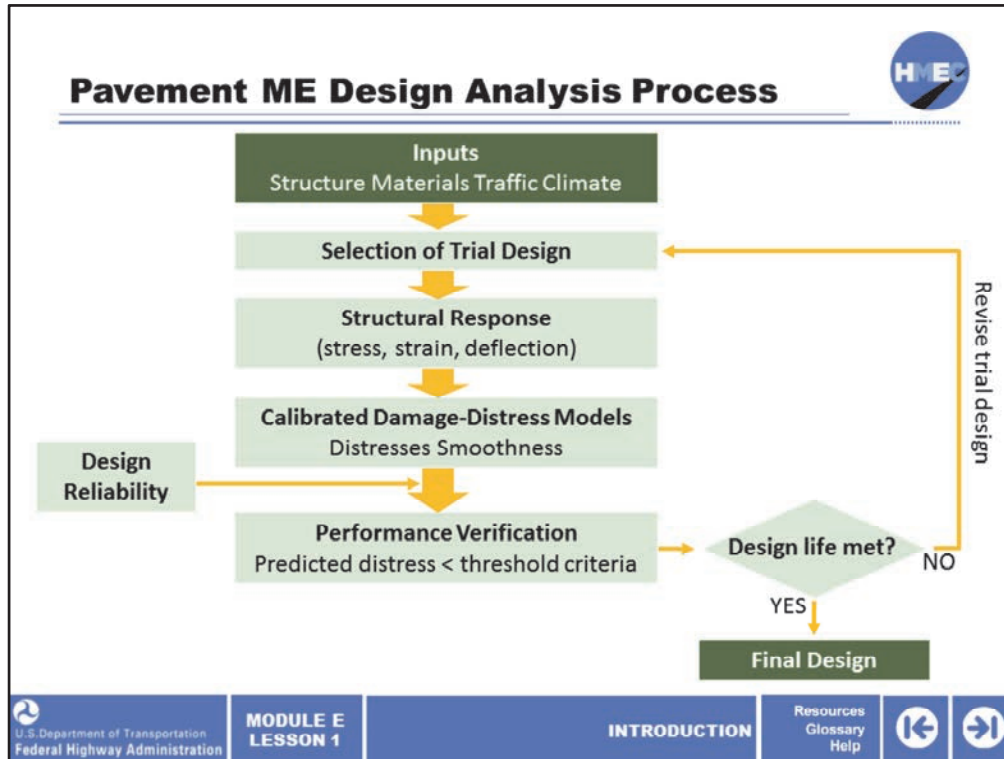 Pavement ME Design Analysis Process
HMEC
Inputs
Structure Materials Traffic Climate
Selection of Trial Design
Structural Response
(stress, strain, deflection)
Calibrated Damage-Distress Models
Distresses Smoothness
Design
Reliability
Performance Verification
Predicted distress < threshold criteria
Design life met?
NO
Revise trial design
YES
Final Design
U.S.Department of Transportation
Federal Highway Administration
MODULE E
LESSON 1
INTRODUCTION
Resources
Glossary
Help